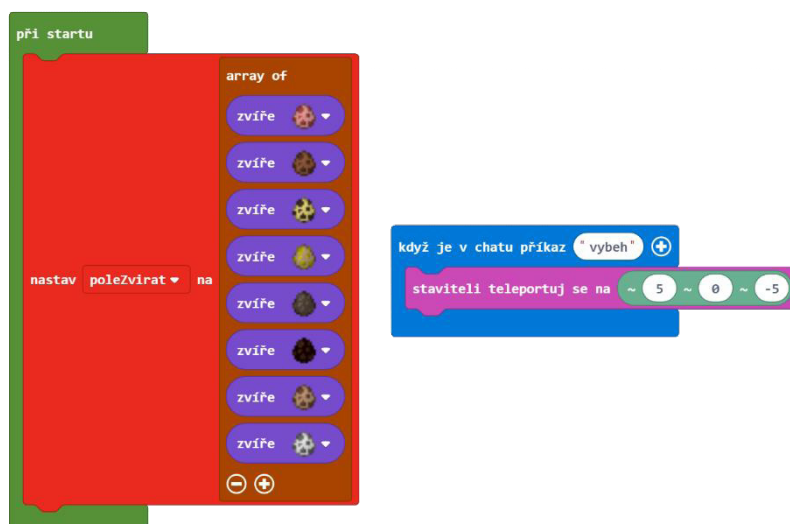 při startu
array of
zvíře
zvíře
zvíře
zvíře
nastav poleZvirat na
zvíře
zvíře
zvíře
zvíře
když je v chatu příkaz "vybeh"
staviteli teleportuj se na ~ 5 ~ 0 ~ -5